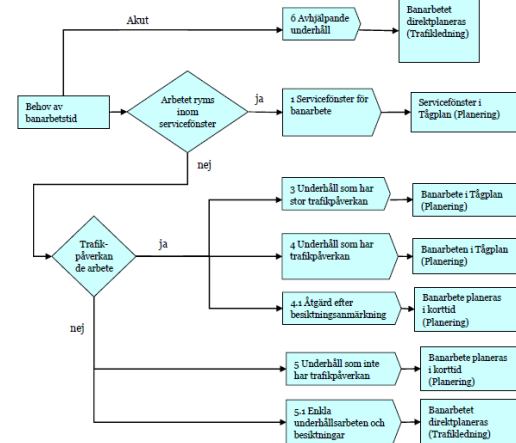 Akut
6 Avhjälpande
underhåll
Banarbetet
direktplaneras
(Trafikledning)
Behov av
banarbetstid
Arbetet ryms
inom
servicefönster
ja
1 Servicefönster för
banarbete
Servicefönster i
Tågplan (Planering)
nej
3 Underhåll som har
stor trafikpåverkan
Banarbete i Tågplan
(Planering)
Trafik-
påverkan
de arbete
ja
4 Underhåll som har
trafikpåverkan
Banarbeten i Tågplan
(Planering)
4.1 Åtgärd efter
besiktningsanmärkning
Banarbete planeras
i korttid
(Planering)
nej
5 Underhåll som inte
har trafikpåverkan
Banarbete planeras
i korttid
(Planering)
5.1 Enkla
underhållsarbeten och
besiktningar
Banarbetet
direktplaneras
(Trafikledning)